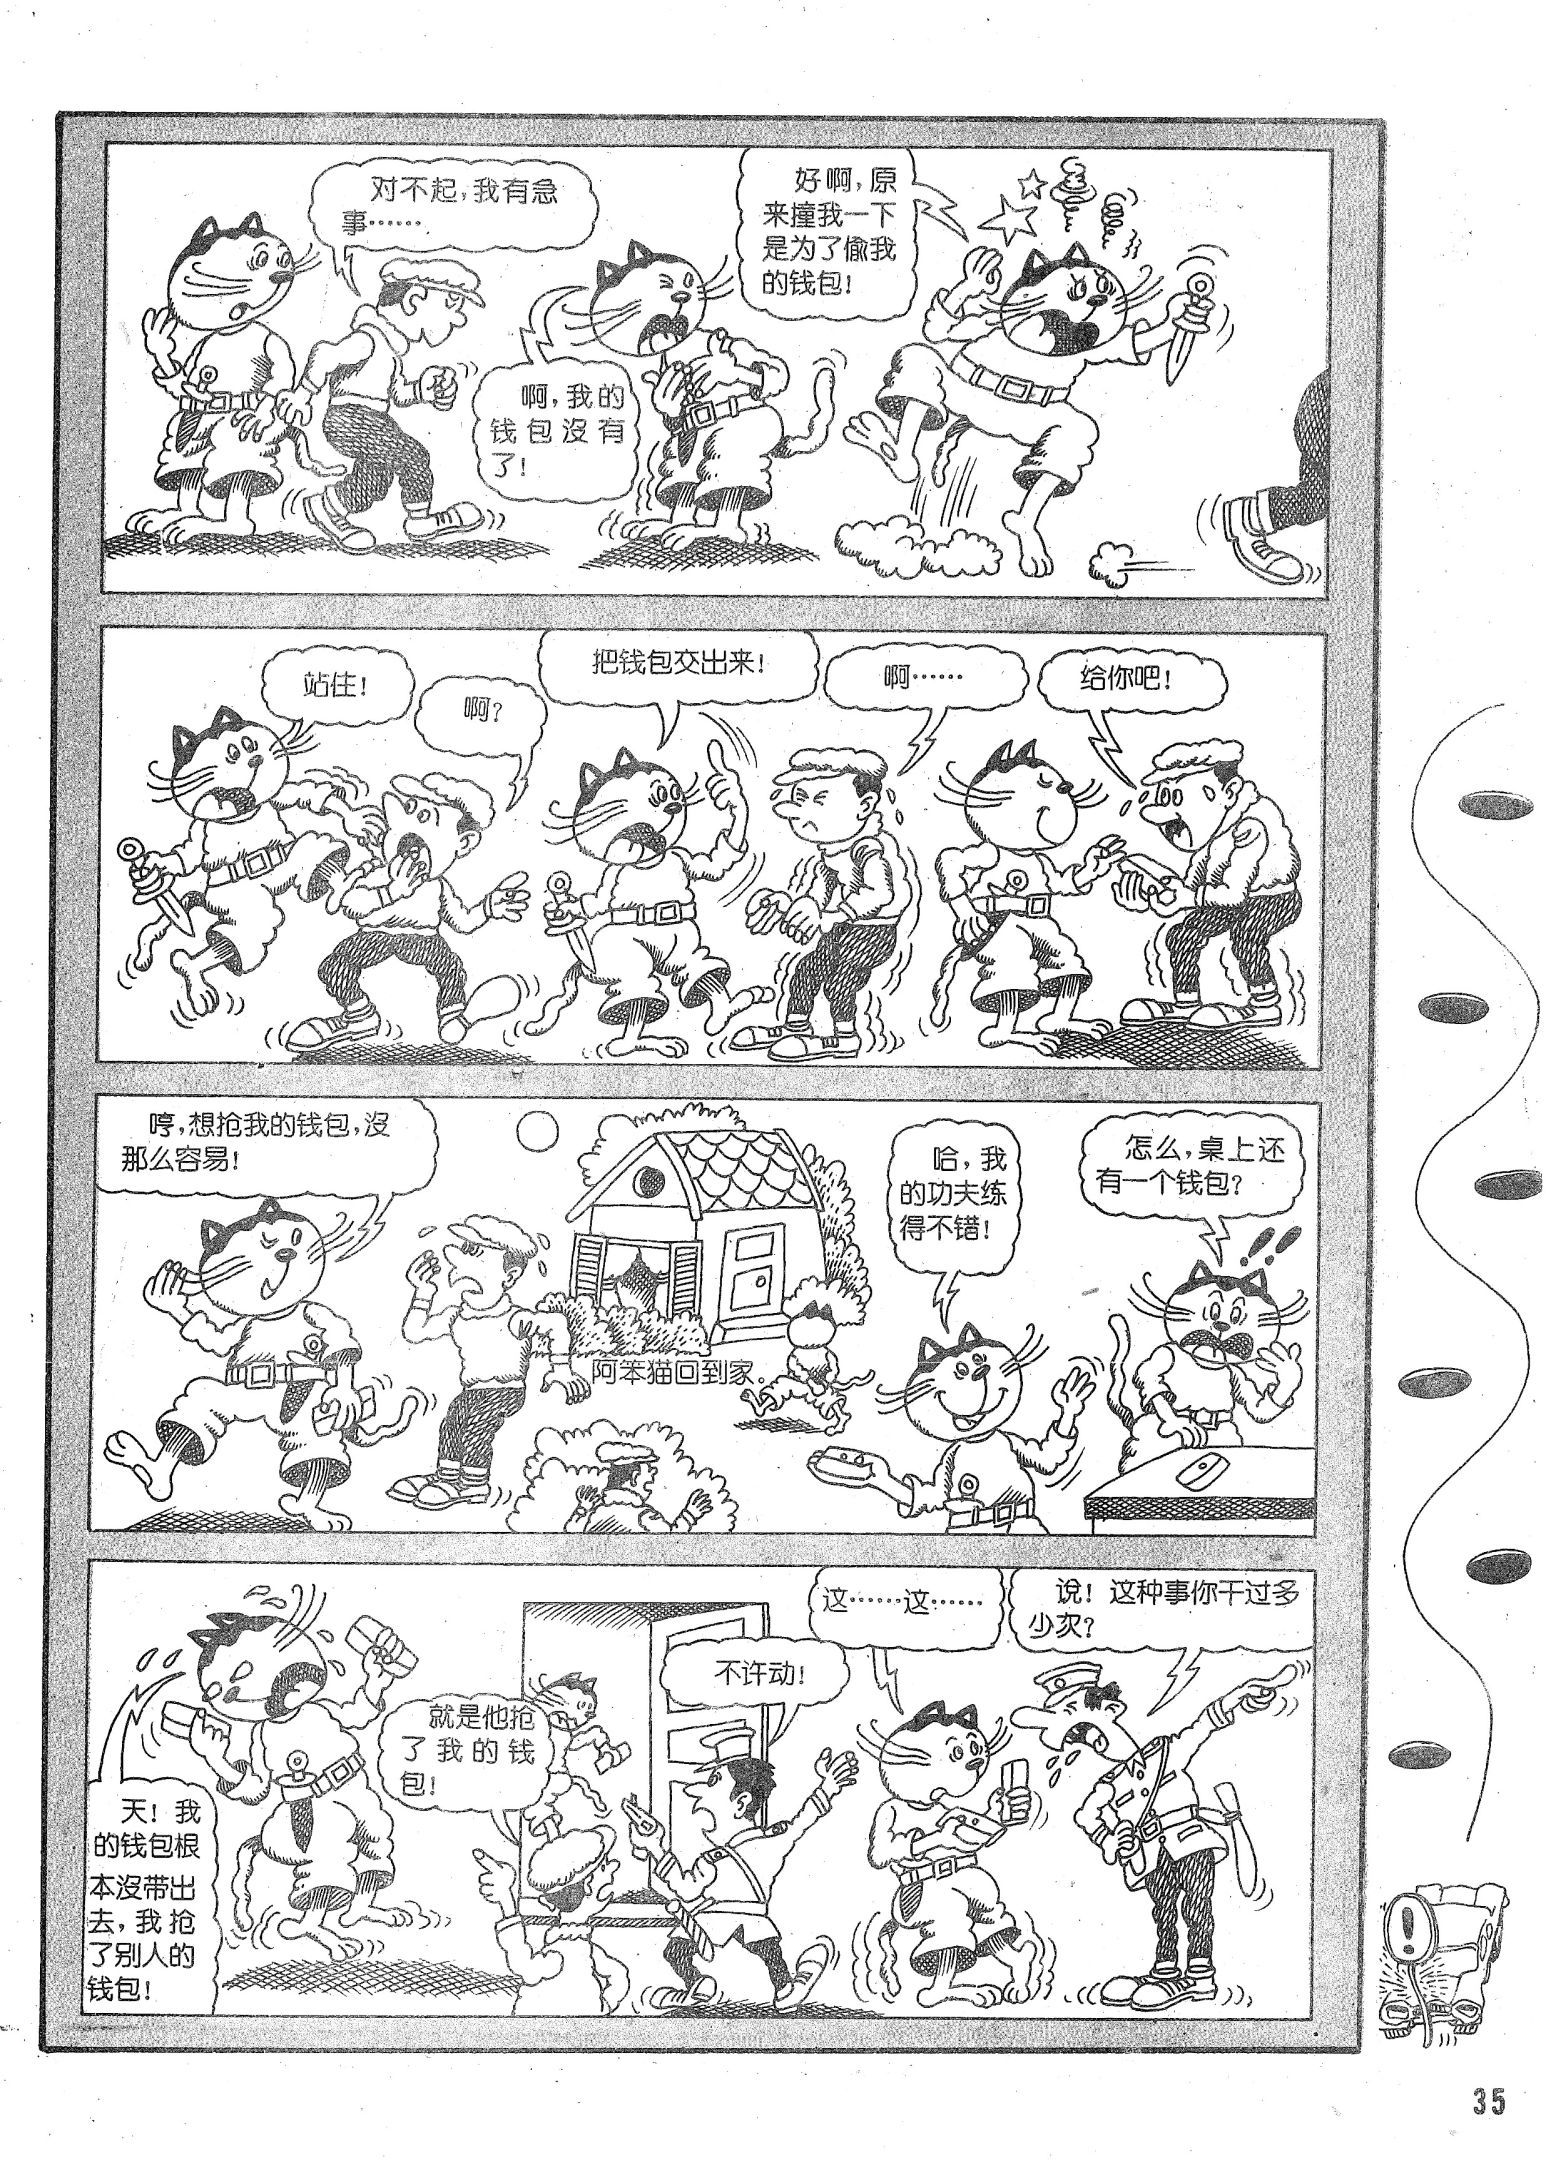 对不起，我有急
事……
啊，我的
钱包沒有
了！
好啊，原
来撞我一下
是为了偸我
的钱包！
站住！
啊？
把钱包交出来！
啊……
给你吧！
哼，想抢我的钱包，沒
那么容易！
阿笨猫回到家。
哈，我
的功夫练
得不错！
怎么，桌上还
有一个钱包？
天！我
的钱包根
本沒带出
去，我抢
了别人的
钱包！
就是他抢
了我的钱
包！
不许动！
这……这……
说！这种事你干过多
少次？
!
35